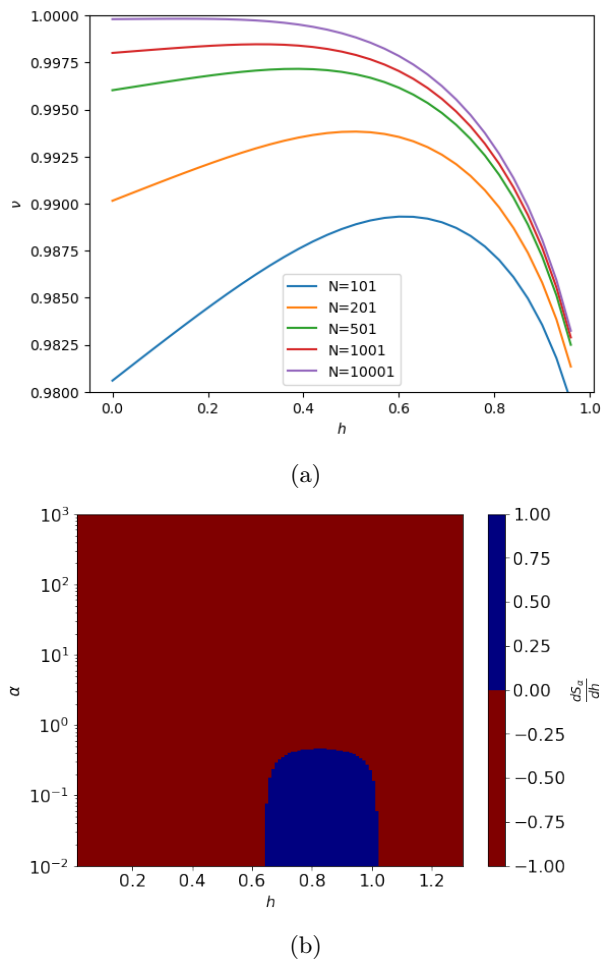 1.0000
0.9975
0.9950
0.9925
0.9900
0.9875
0.9850
0.9825
0.9800
ν
N=101
N=201
N=501
N=1001
N=10001
0.0 0.2 0.4 0.6 0.8 1.0
h
(a)
10³
10²
10¹
10⁰
10⁻¹
10⁻²
α
0.2 0.4 0.6 0.8 1.0 1.2
h
1.00
0.75
0.50
0.25
0.00
−0.25
−0.50
−0.75
−1.00
dSα/dh
(b)